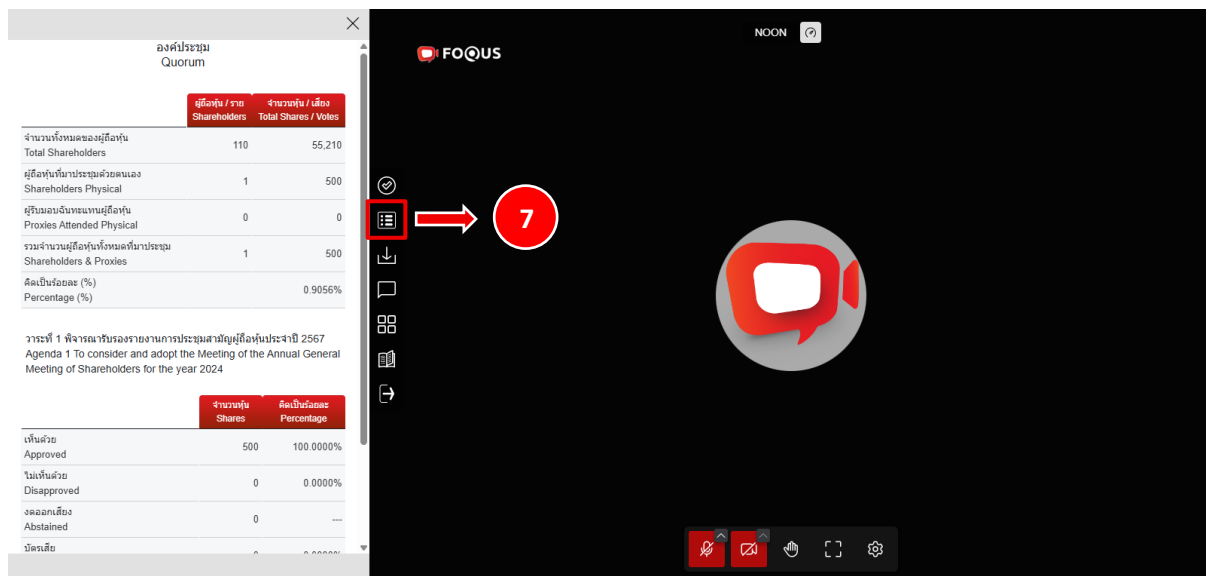 องค์ประชุม
Quorum
ผู้ถือหุ้น / ราย
Shareholders
จำนวนหุ้น / เสียง
Total Shares / Votes
จำนวนทั้งหมดของผู้ถือหุ้น
Total Shareholders
110
55,210
ผู้ถือหุ้นที่มาประชุมด้วยตนเอง
Shareholders Physical
1
500
ผู้รับมอบฉันทะแทนผู้ถือหุ้น
Proxies Attended Physical
0
0
รวมจำนวนผู้ถือหุ้นทั้งหมดที่มาประชุม
Shareholders & Proxies
1
500
คิดเป็นร้อยละ (%)
Percentage (%)
0.9056%
วาระที่ 1 พิจารณารับรองรายงานการประชุมสามัญผู้ถือหุ้นประจำปี 2567
Agenda 1 To consider and adopt the Meeting of the Annual General
Meeting of Shareholders for the year 2024
จำนวนหุ้น
Shares
คิดเป็นร้อยละ
Percentage
เห็นด้วย
Approved
500
100.0000%
ไม่เห็นด้วย
Disapproved
0
0.0000%
งดออกเสียง
Abstained
0
---
บัตรเสีย
FOQUS
NOON
7